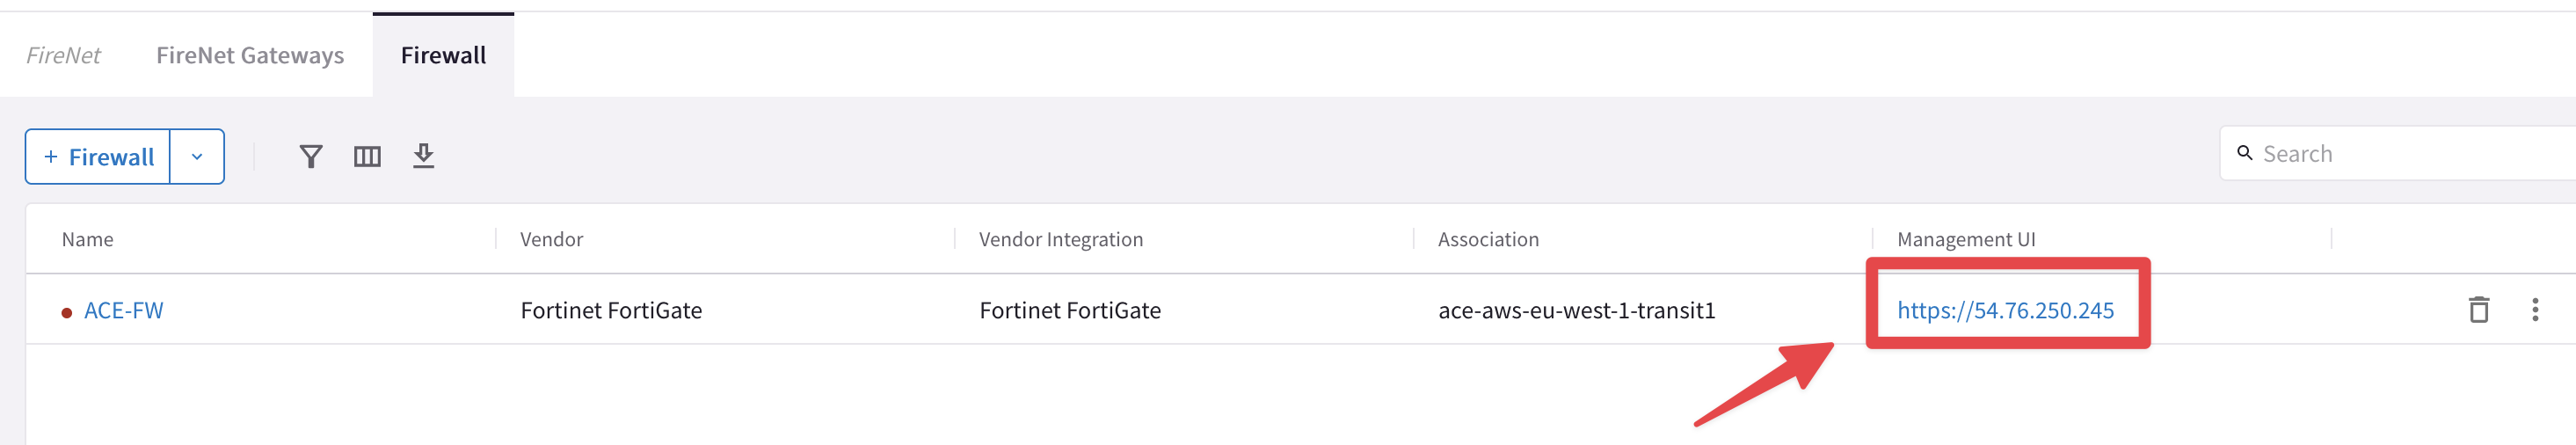 FireNet FireNet Gateways Firewall
+ Firewall Search
Name Vendor Vendor Integration Association Management UI
ACE-FW Fortinet FortiGate Fortinet FortiGate ace-aws-eu-west-1-transit1 https://54.76.250.245